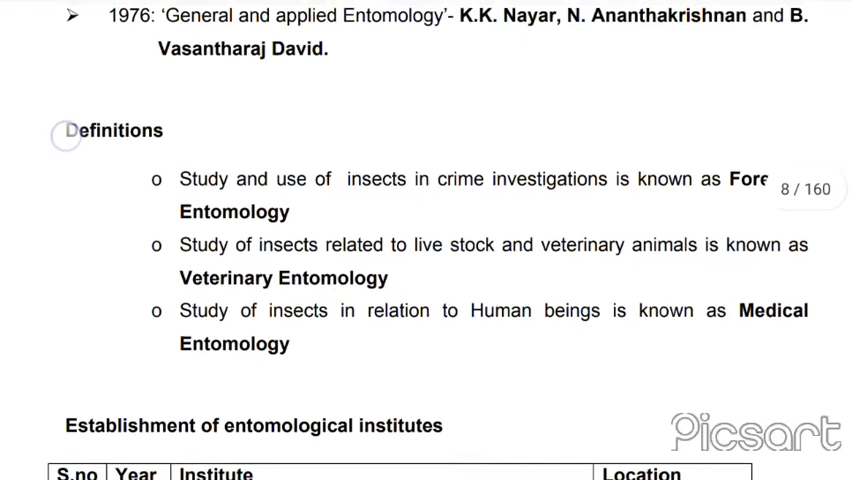 ➤ 1976: ‘General and applied Entomology’- K.K. Nayar, N. Ananthakrishnan and B.
Vasantharaj David.
Definitions
o Study and use of insects in crime investigations is known as Fore
8 / 160
Entomology
o Study of insects related to live stock and veterinary animals is known as
Veterinary Entomology
o Study of insects in relation to Human beings is known as Medical
Entomology
Establishment of entomological institutes
Picsart
S.no Year Institute Location